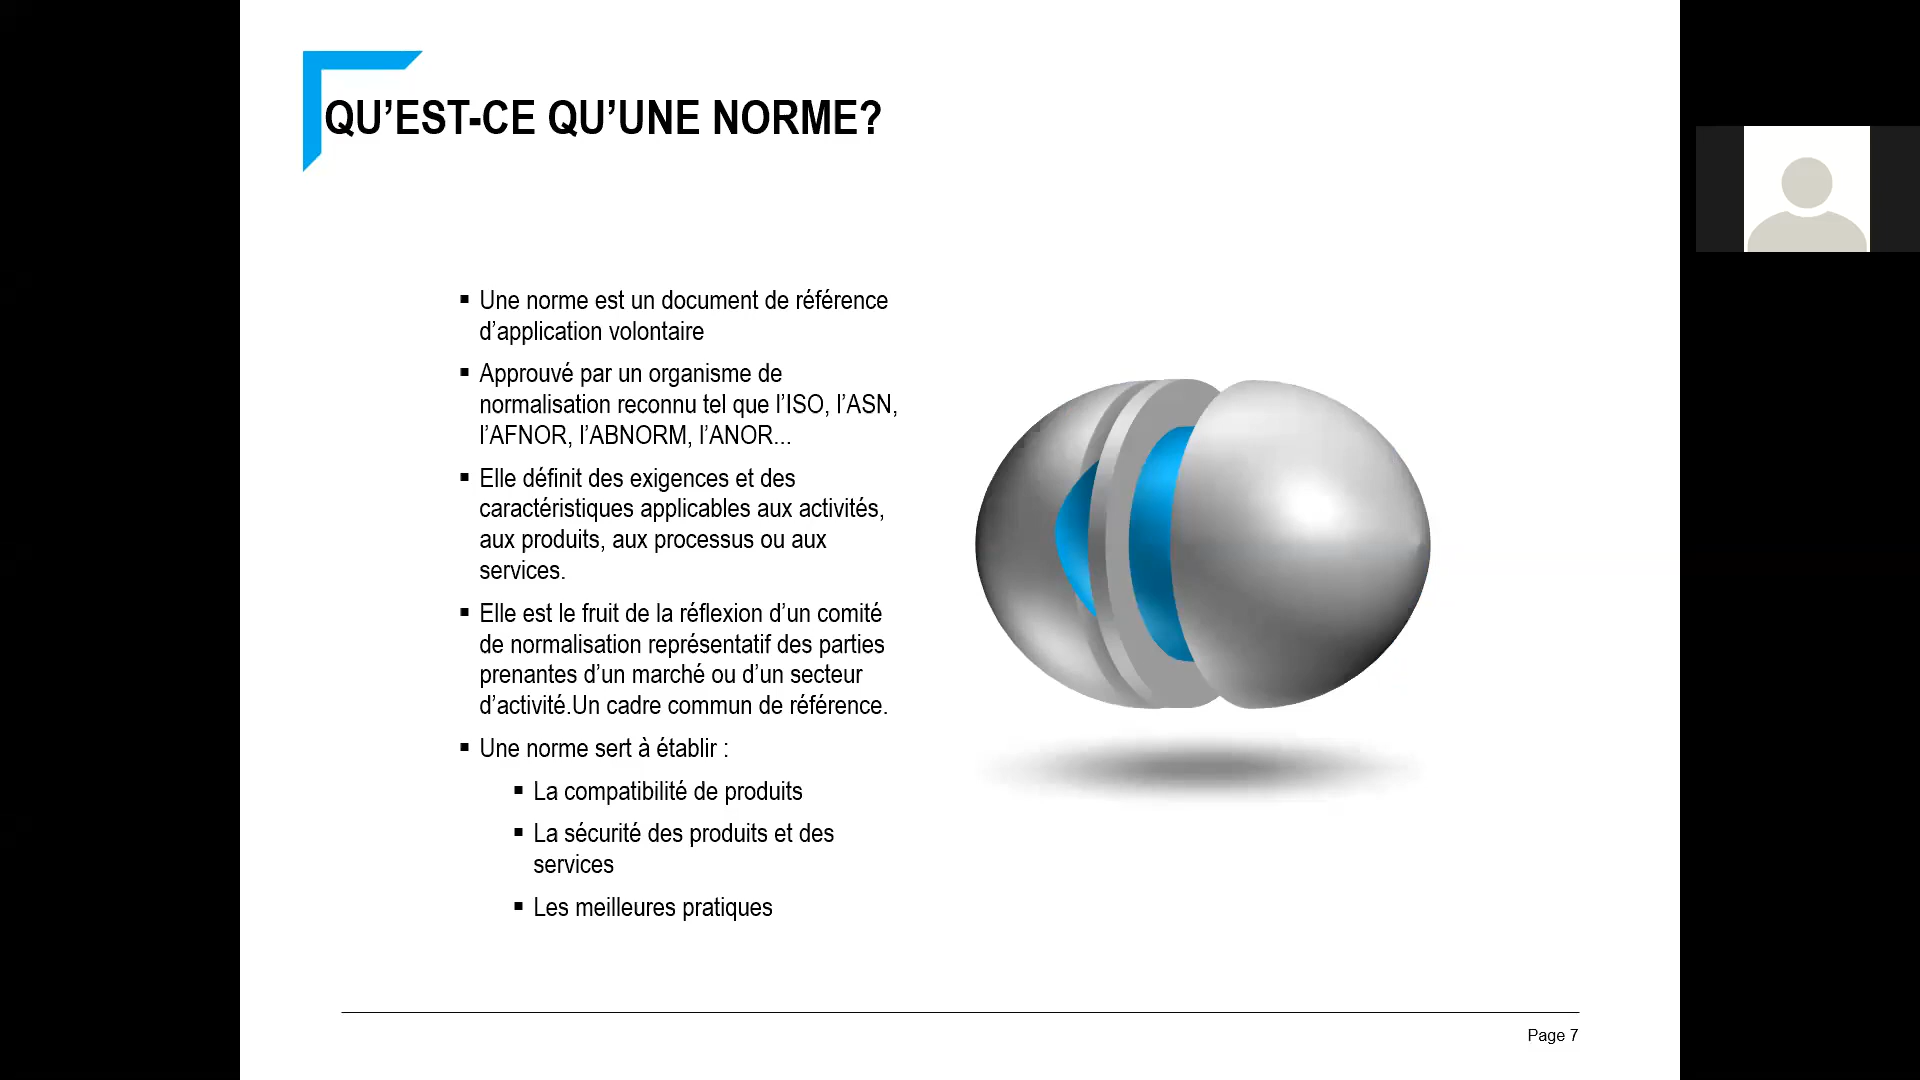 QU’EST-CE QU’UNE NORME?
▪ Une norme est un document de référence
d’application volontaire
▪ Approuvé par un organisme de
normalisation reconnu tel que l’ISO, l’ASN,
l’AFNOR, l’ABNORM, l’ANOR...
▪ Elle définit des exigences et des
caractéristiques applicables aux activités,
aux produits, aux processus ou aux
services.
▪ Elle est le fruit de la réflexion d’un comité
de normalisation représentatif des parties
prenantes d’un marché ou d’un secteur
d’activité.Un cadre commun de référence.
▪ Une norme sert à établir :
▪ La compatibilité de produits
▪ La sécurité des produits et des
services
▪ Les meilleures pratiques
Page 7